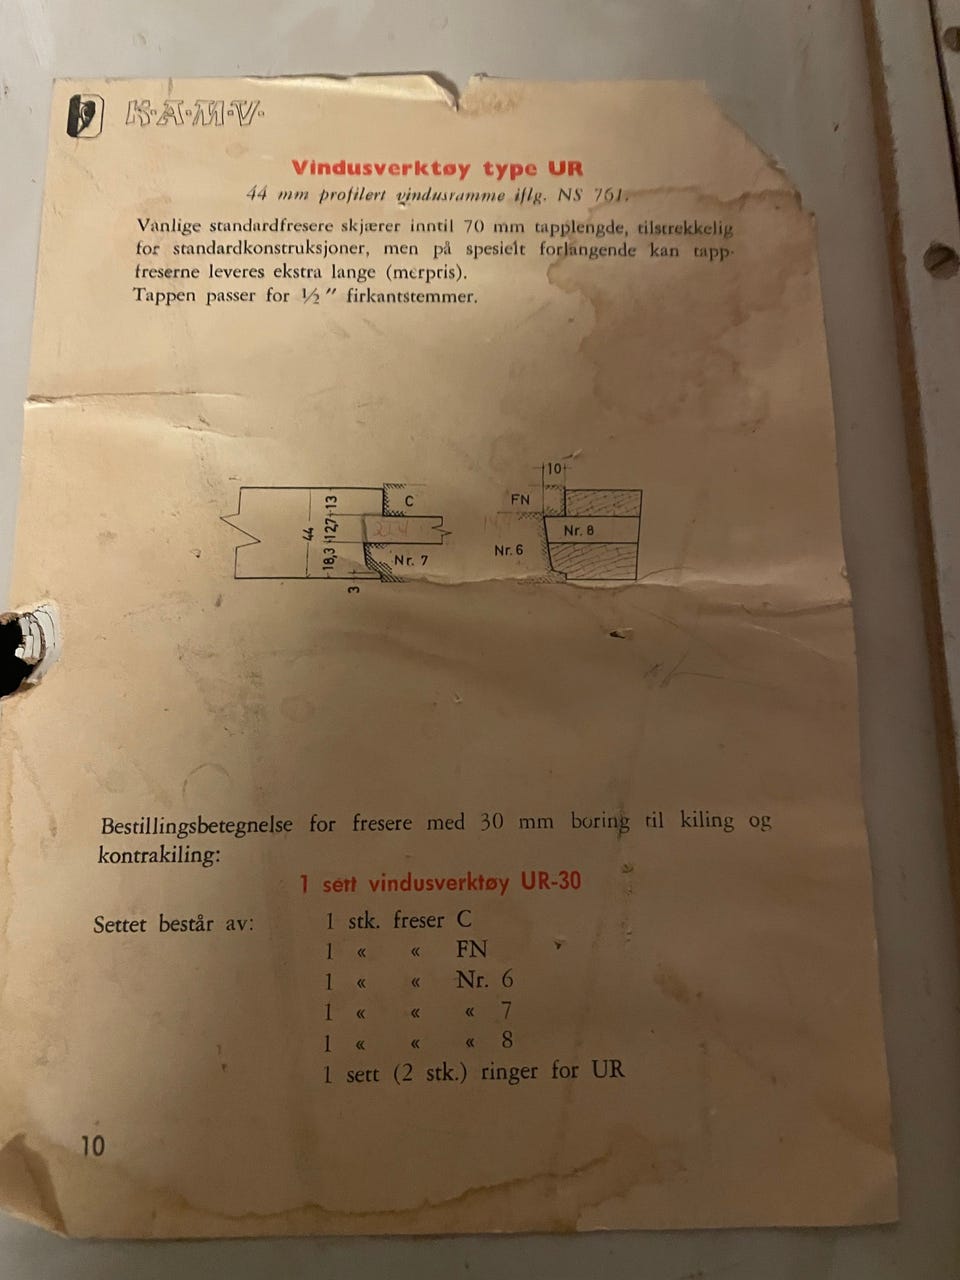 K·A·M·V·
Vindusverktøy type UR
44 mm profilert vindusramme iflg. NS 761.
Vanlige standardfresere skjærer inntil 70 mm tapplengde, tilstrekkelig
for standardkonstruksjoner, men på spesielt forlangende kan tapp-
freserne leveres ekstra lange (merpris).
Tappen passer for ½″ firkantstemmer.
10
C
FN
13
12,7
44
18,3
3
Nr. 8
Nr. 6
Nr. 7
Bestillingsbetegnelse for fresere med 30 mm boring til kiling og
kontrakiling:
1 sett vindusverktøy UR-30
Settet består av: 1 stk. freser C
1 « « FN
1 « « Nr. 6
1 « « « 7
1 « « « 8
1 sett (2 stk.) ringer for UR
10